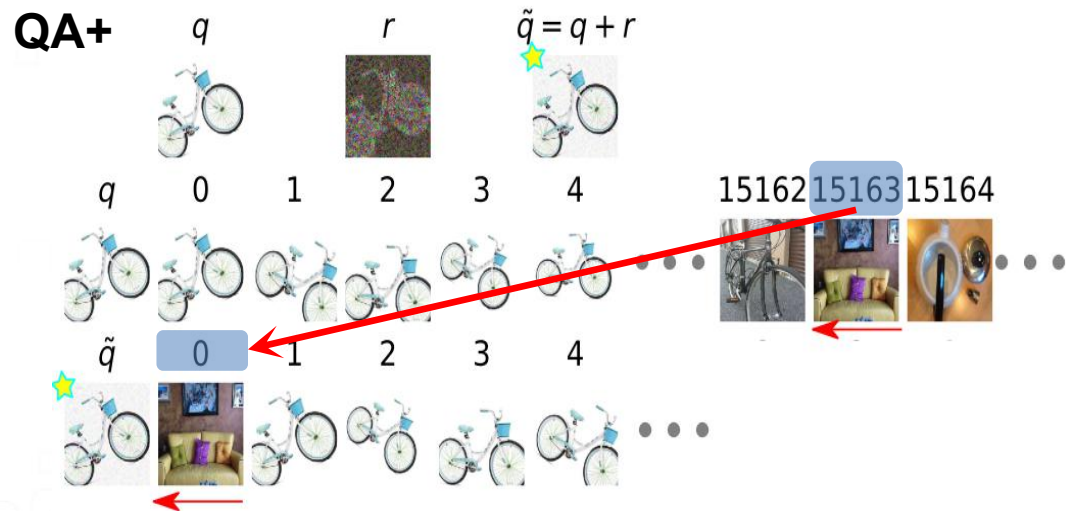 QA+ q r q̃ = q + r
q 0 1 2 3 4 15162 15163 15164
q̃ 0 1 2 3 4